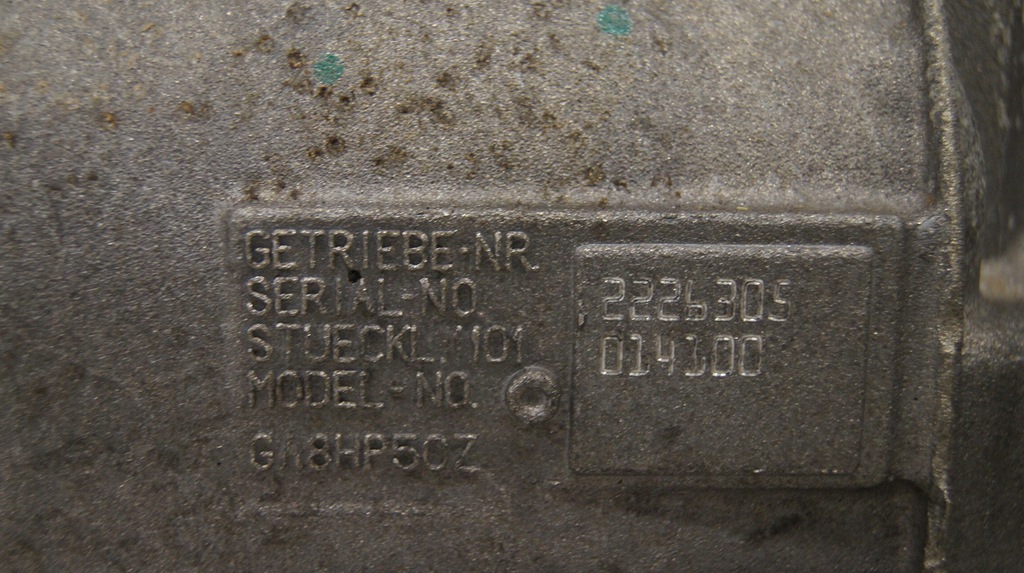 GETRIEBE-NR.
SERIAL-NO.
2226305
STUECKL. 1101
014100
MODEL-NO.
GA8HP50Z